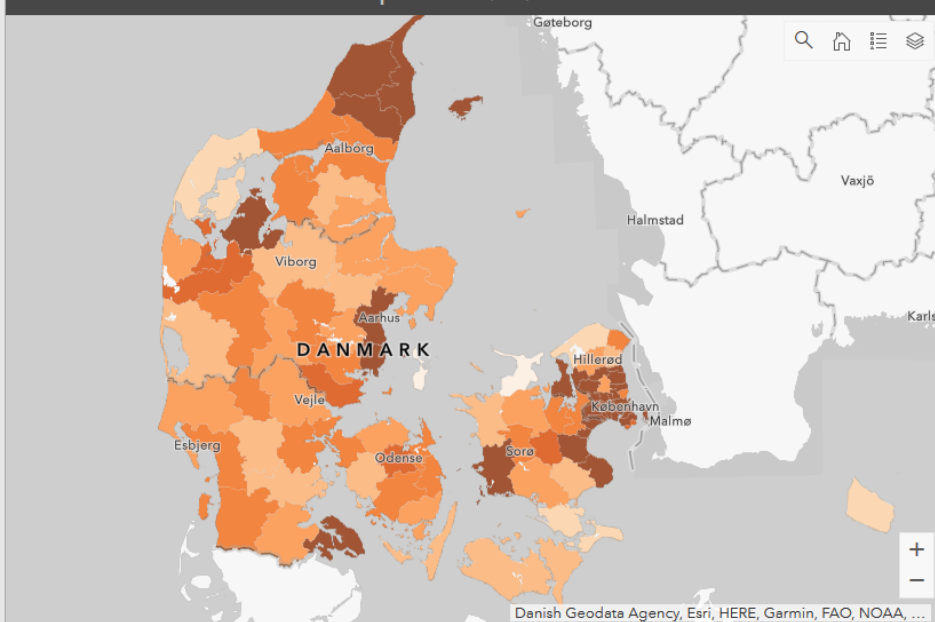 Gøteborg
Aalborg
Vaxjö
Halmstad
Viborg
Karls
Aarhus
DANMARK
Hillerød
Vejle
København
Malmø
Esbjerg
Sorø
Odense
+
−
Danish Geodata Agency, Esri, HERE, Garmin, FAO, NOAA, ...